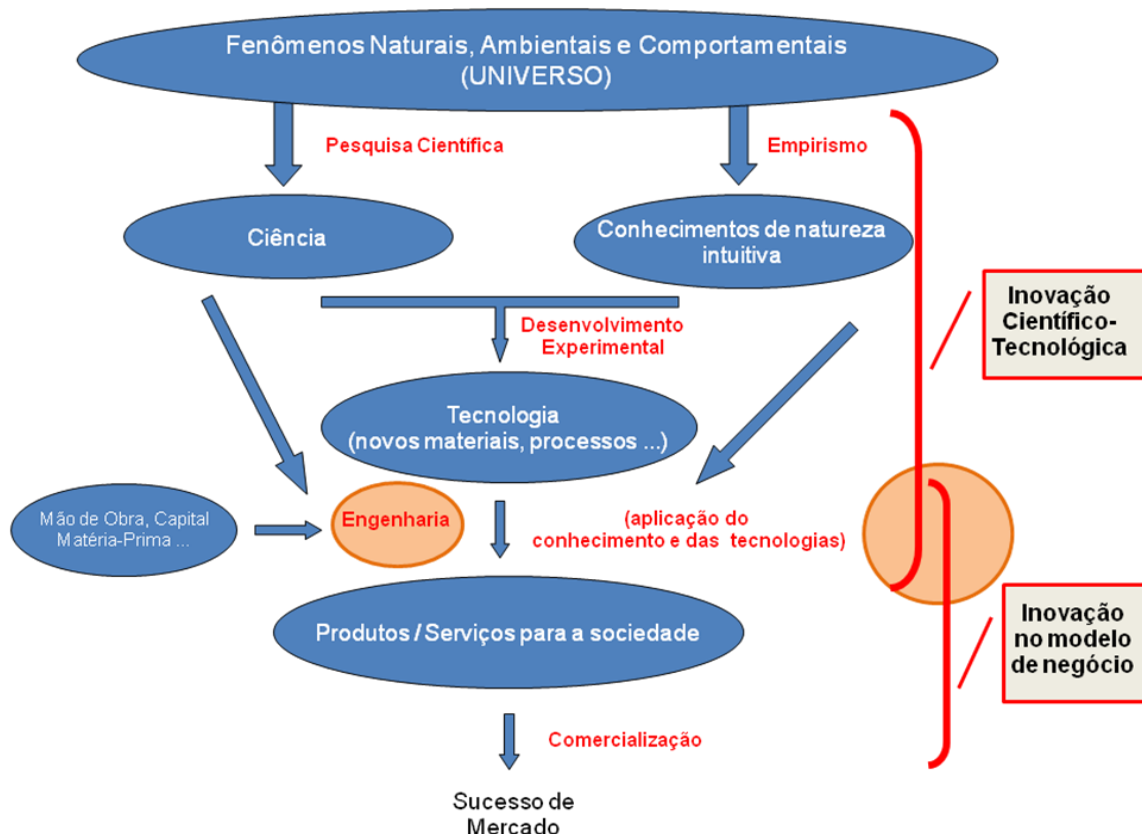 Fenômenos Naturais, Ambientais e Comportamentais
(UNIVERSO)
Pesquisa Científica
Empirismo
Ciência
Conhecimentos de natureza
intuitiva
Inovação
Científico-
Tecnológica
Desenvolvimento
Experimental
Tecnologia
(novos materiais, processos ...)
Mão de Obra, Capital
Matéria-Prima ...
Engenharia
(aplicação do
conhecimento e das tecnologias)
Produtos / Serviços para a sociedade
Inovação
no modelo
de negócio
Comercialização
Sucesso de
Mercado